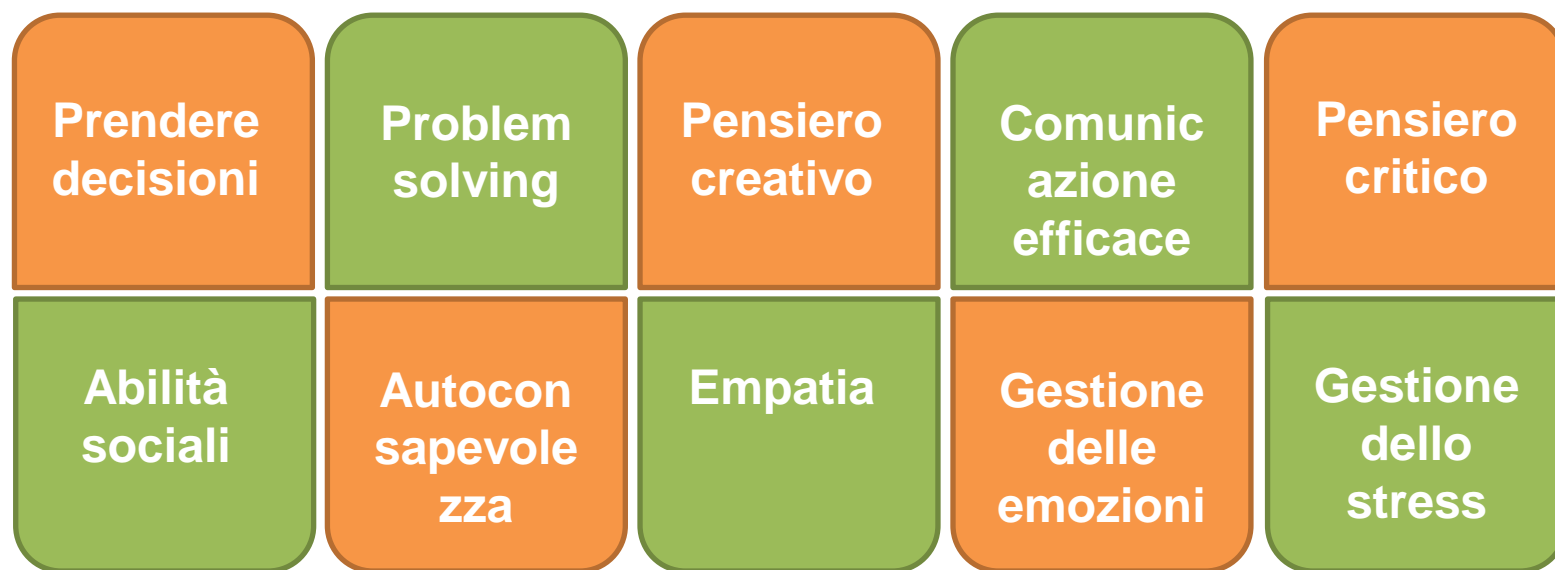 Prendere
decisioni
Problem
solving
Pensiero
creativo
Comunic
azione
efficace
Pensiero
critico
Abilità
sociali
Autocon
sapevole
zza
Empatia
Gestione
delle
emozioni
Gestione
dello
stress